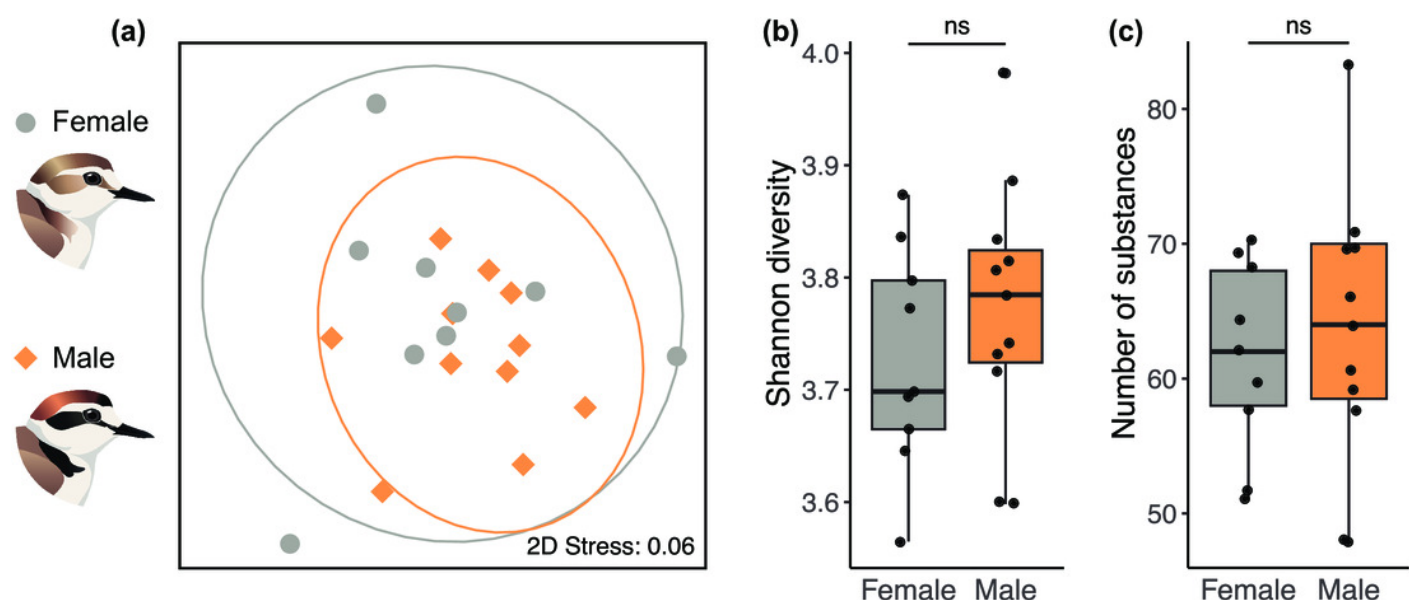 (a)
Female
Male
2D Stress: 0.06
(b)
ns
Shannon diversity
4.0
3.9
3.8
3.7
3.6
Female Male
(c)
ns
Number of substances
80
70
60
50
Female Male